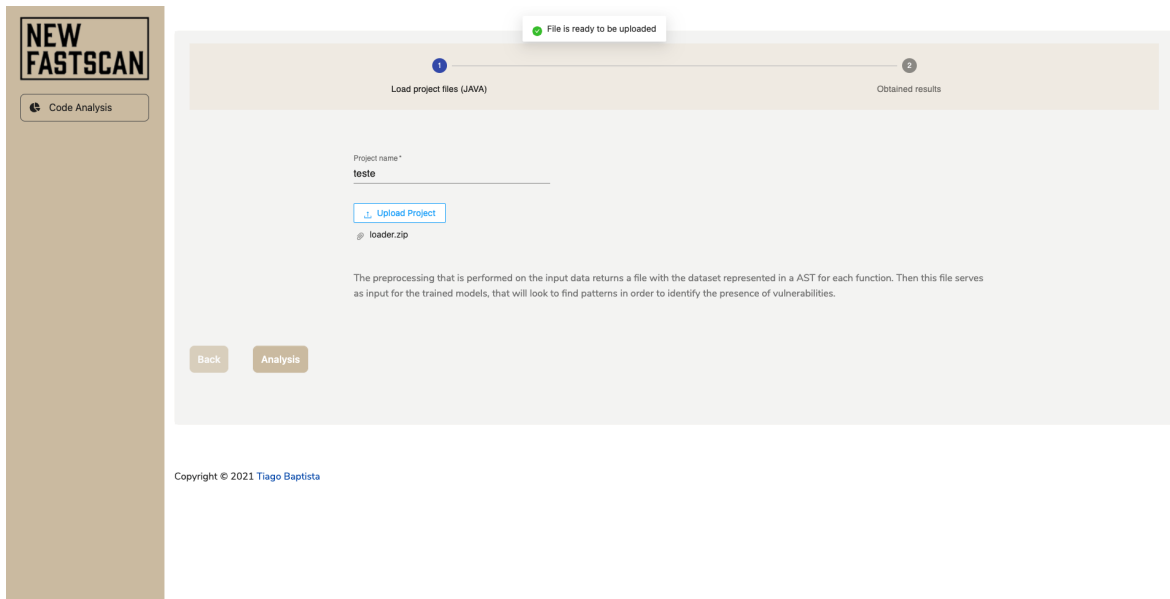 NEW
FASTSCAN
Code Analysis
File is ready to be uploaded
1
2
Load project files (JAVA)
Obtained results
Project name *
teste
Upload Project
loader.zip
The preprocessing that is performed on the input data returns a file with the dataset represented in a AST for each function. Then this file serves
as input for the trained models, that will look to find patterns in order to identify the presence of vulnerabilities.
Back
Analysis
Copyright © 2021 Tiago Baptista